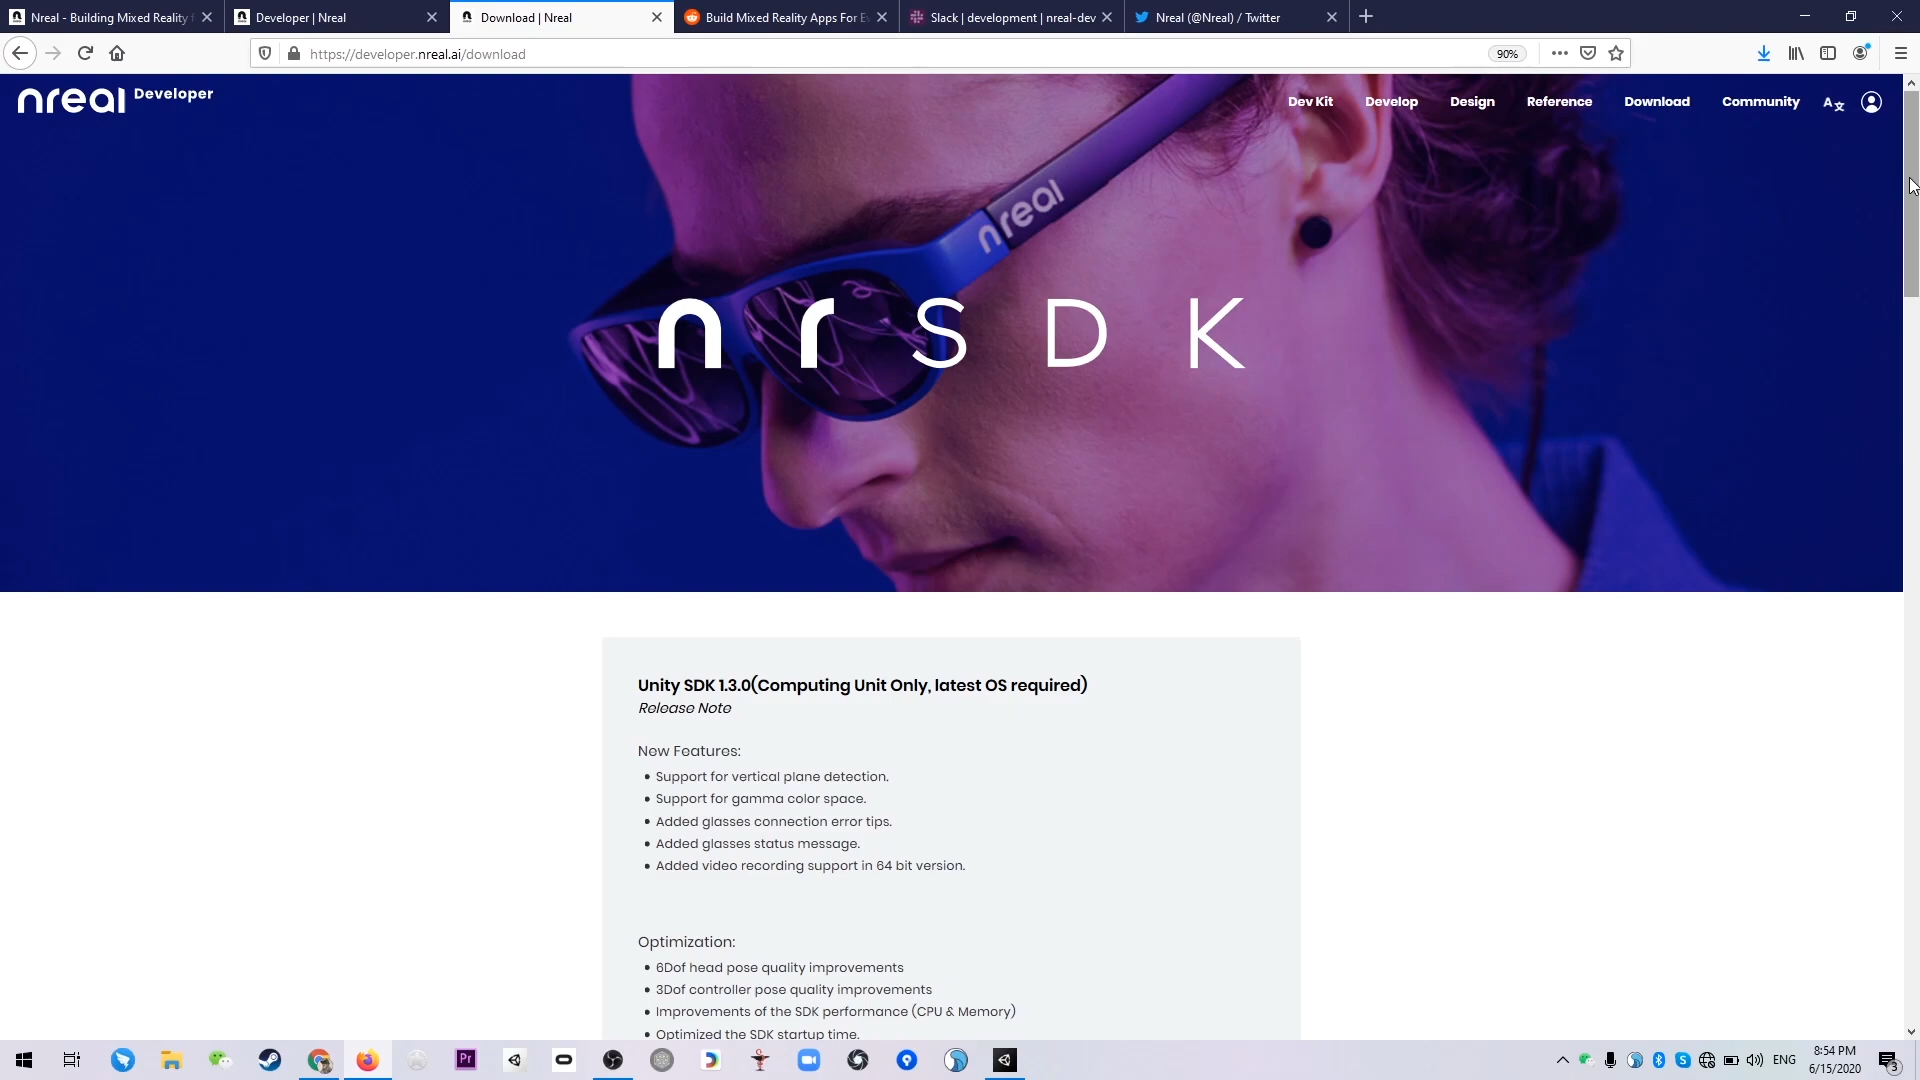 Nreal - Building Mixed Reality f
Developer | Nreal
Download | Nreal
Build Mixed Reality Apps For E
Slack | development | nreal-dev
Nreal (@Nreal) / Twitter
https://developer.nreal.ai/download
90%
nreal Developer
Dev Kit
Develop
Design
Reference
Download
Community
A文
nreal
nrSDK
Unity SDK 1.3.0(Computing Unit Only, latest OS required)
Release Note
New Features:
• Support for vertical plane detection.
• Support for gamma color space.
• Added glasses connection error tips.
• Added glasses status message.
• Added video recording support in 64 bit version.
Optimization:
• 6Dof head pose quality improvements
• 3Dof controller pose quality improvements
• Improvements of the SDK performance (CPU & Memory)
• Optimized the SDK startup time.
Pr
ENG
8:54 PM
6/15/2020
3